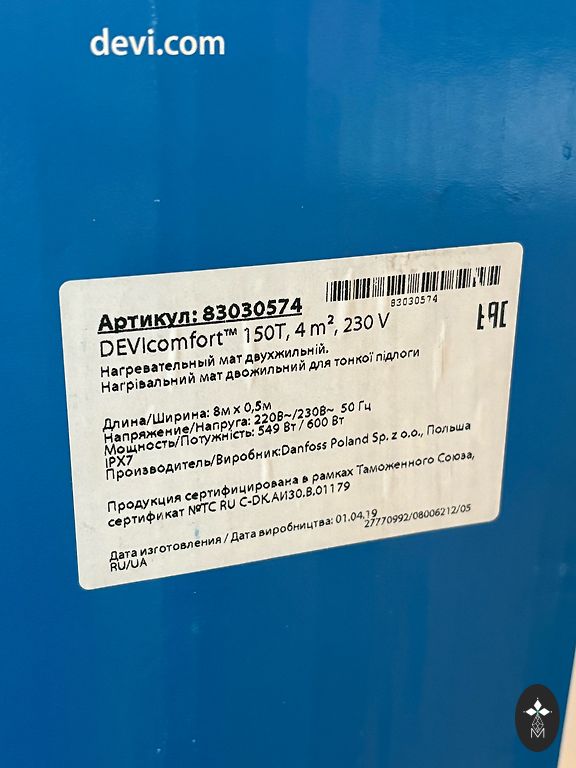 devi.com
Артикул: 83030574
83030574
DEVIcomfort™ 150T, 4 m², 230 V
EAC
Нагревательный мат двухжильнiй.
Нагрівальний мат двожильний для тонкої підлоги
Длина/Ширина: 8м x 0,5м
Напряжение/Напруга: 220В~/230В~ 50 Гц
Мощность/Потужність: 549 Вт / 600 Вт
IPX7
Производитель/Виробник:Danfoss Poland Sp. z o.o., Польша
Продукция сертифицирована в рамках Таможенного Союза,
сертификат №TC RU C-DK.АИ30.В.01179
Дата изготовления / Дата виробництва: 01.04.19
27770992/08006212/05
RU/UA
M